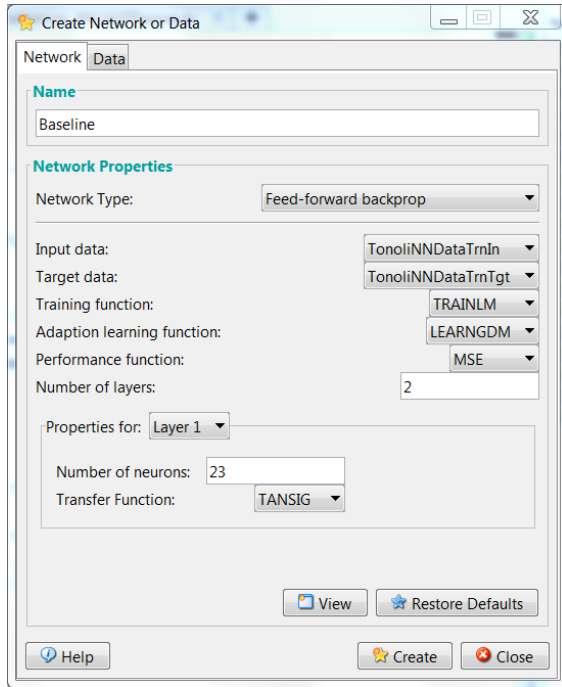 Create Network or Data
Network Data
Name
Baseline
Network Properties
Network Type: Feed-forward backprop
Input data: TonoliNNDataTrnIn
Target data: TonoliNNDataTrnTgt
Training function: TRAINLM
Adaption learning function: LEARNGDM
Performance function: MSE
Number of layers: 2
Properties for: Layer 1
Number of neurons: 23
Transfer Function: TANSIG
View Restore Defaults
Help Create Close